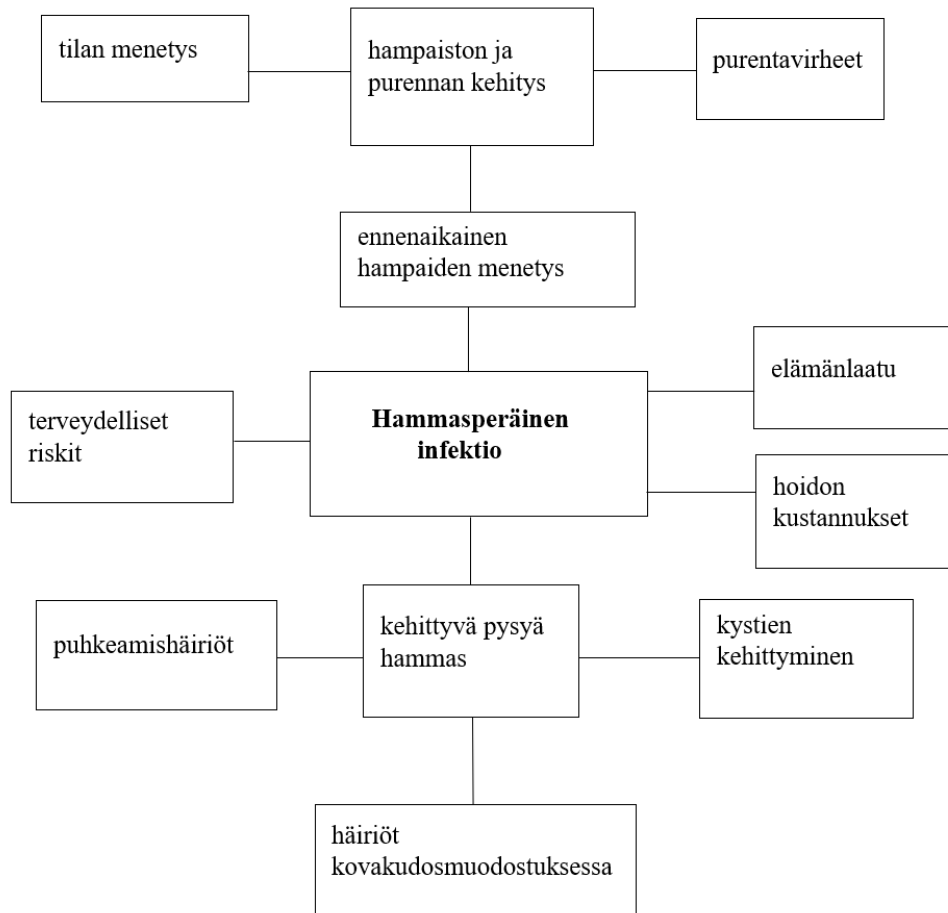 tilan menetys
hampaiston ja
purennan kehitys
purentavirheet
ennenaikainen
hampaiden menetys
elämänlaatu
terveydelliset
riskit
Hammasperäinen
infektio
hoidon
kustannukset
puhkeamishäiriöt
kehittyvä pysyä
hammas
kystien
kehittyminen
häiriöt
kovakudosmuodostuksessa